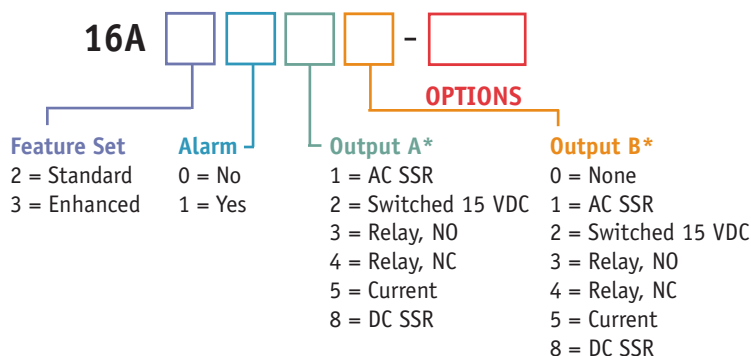 16A -
OPTIONS
Feature Set
2 = Standard
3 = Enhanced
Alarm
0 = No
1 = Yes
Output A*
1 = AC SSR
2 = Switched 15 VDC
3 = Relay, NO
4 = Relay, NC
5 = Current
8 = DC SSR
Output B*
0 = None
1 = AC SSR
2 = Switched 15 VDC
3 = Relay, NO
4 = Relay, NC
5 = Current
8 = DC SSR